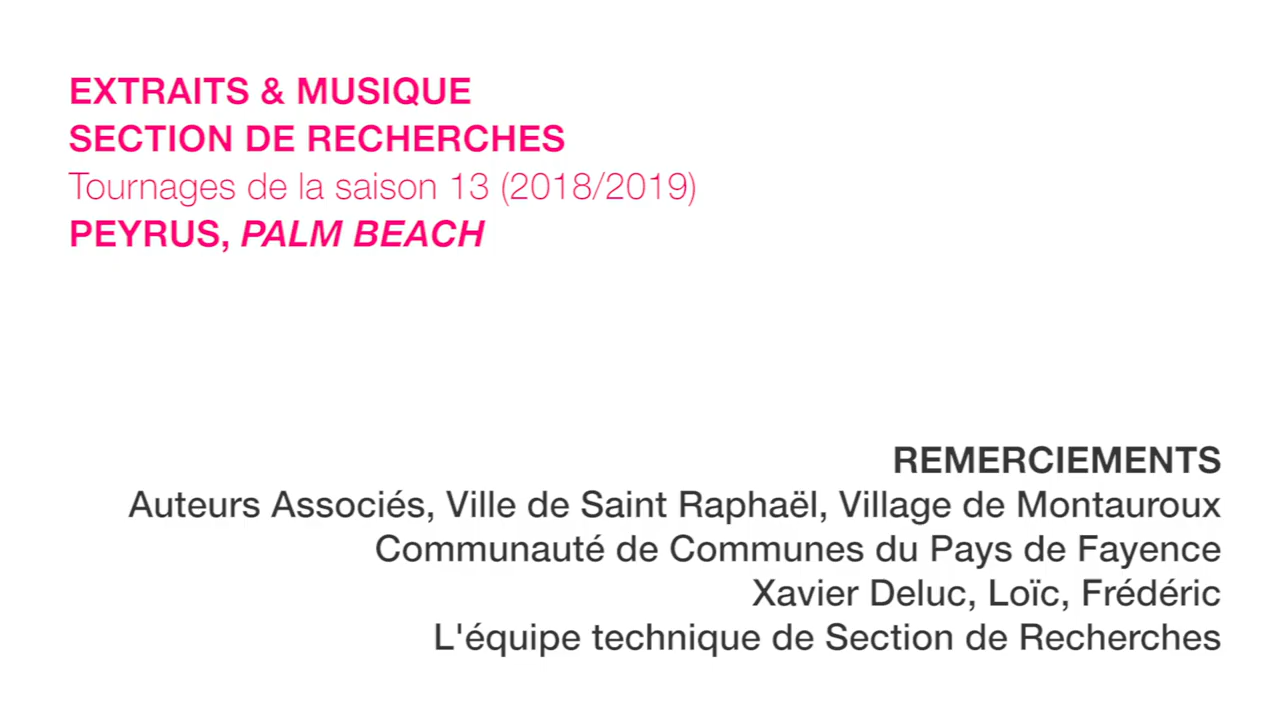 EXTRAITS & MUSIQUE
SECTION DE RECHERCHES
Tournages de la saison 13 (2018/2019)
PEYRUS, PALM BEACH
REMERCIEMENTS
Auteurs Associés, Ville de Saint Raphaël, Village de Montauroux
Communauté de Communes du Pays de Fayence
Xavier Deluc, Loïc, Frédéric
L'équipe technique de Section de Recherches